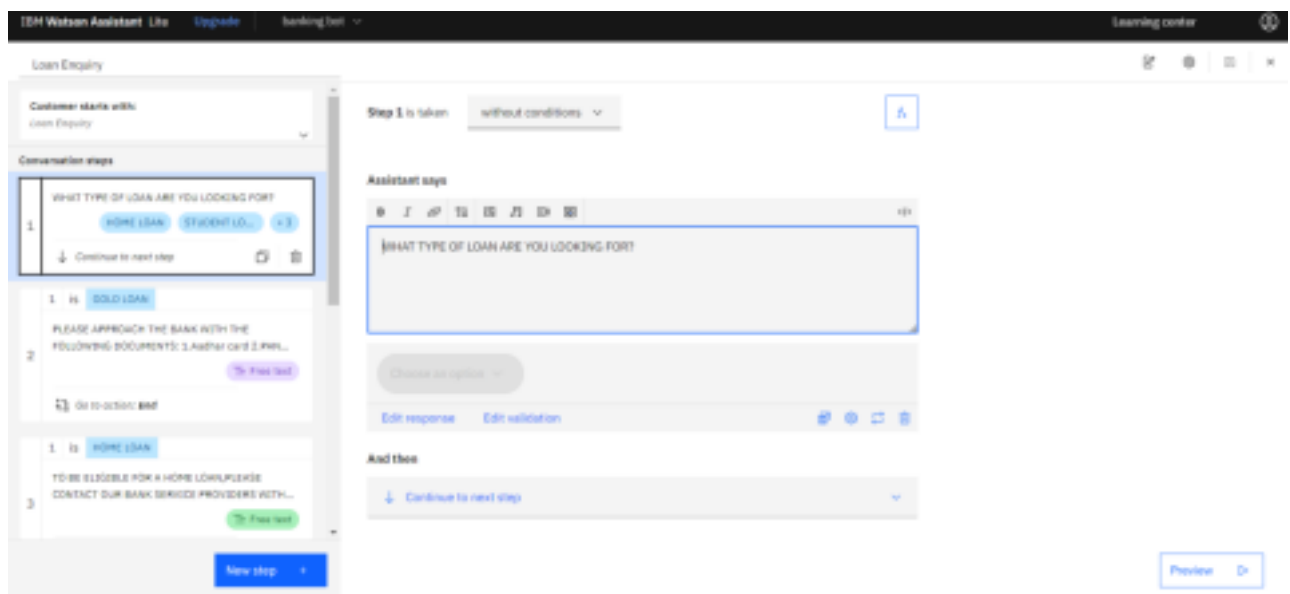 IBM Watson Assistant Lite Upgrade banking bot Learning center
Loan Enquiry
Customer starts with:
Loan Enquiry
Conversation steps
1
WHAT TYPE OF LOAN ARE YOU LOOKING FOR?
HOME LOAN STUDENT LO... +3
Continue to next step
2
1 is GOLD LOAN
PLEASE APPROACH THE BANK WITH THE
FOLLOWING DOCUMENTS: 1.Aadhar card 2.PAN...
Free text
Go to action: end
3
1 is HOME LOAN
TO BE ELIGIBLE FOR A HOME LOAN,PLEASE
CONTACT OUR BANK SERVICE PROVIDERS WITH...
Free text
New step +
Step 1 is taken without conditions
fx
Assistant says
B I
WHAT TYPE OF LOAN ARE YOU LOOKING FOR?
Choose an option
Edit response Edit validation
And then
Continue to next step
Preview